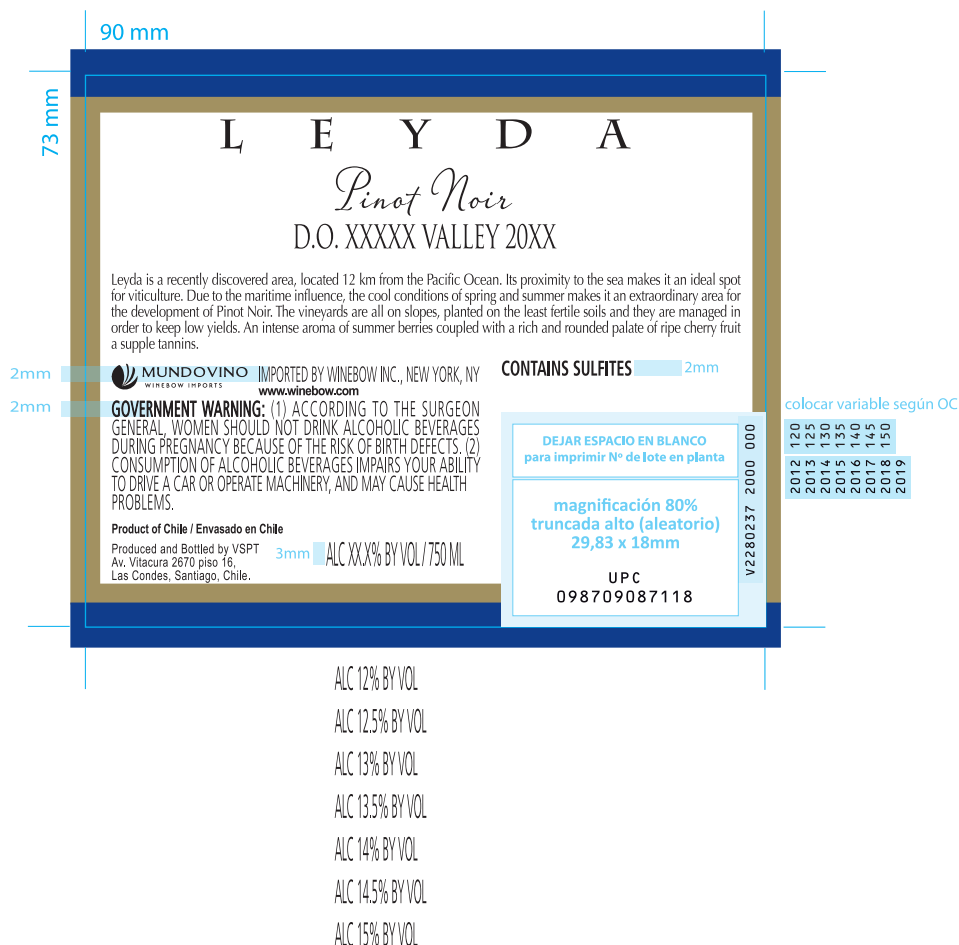 90 mm
73 mm
LEYDA
Pinot Noir
D.O. XXXXX VALLEY 20XX
Leyda is a recently discovered area, located 12 km from the Pacific Ocean. Its proximity to the sea makes it an ideal spot
for viticulture. Due to the maritime influence, the cool conditions of spring and summer makes it an extraordinary area for
the development of Pinot Noir. The vineyards are all on slopes, planted on the least fertile soils and they are managed in
order to keep low yields. An intense aroma of summer berries coupled with a rich and rounded palate of ripe cherry fruit
a supple tannins.
2mm
MUNDOVINO
WINEBOW IMPORTS
IMPORTED BY WINEBOW INC., NEW YORK, NY
www.winebow.com
CONTAINS SULFITES
2mm
2mm
GOVERNMENT WARNING: (1) ACCORDING TO THE SURGEON
GENERAL, WOMEN SHOULD NOT DRINK ALCOHOLIC BEVERAGES
DURING PREGNANCY BECAUSE OF THE RISK OF BIRTH DEFECTS. (2)
CONSUMPTION OF ALCOHOLIC BEVERAGES IMPAIRS YOUR ABILITY
TO DRIVE A CAR OR OPERATE MACHINERY, AND MAY CAUSE HEALTH
PROBLEMS.
Product of Chile / Envasado en Chile
Produced and Bottled by VSPT
Av. Vitacura 2670 piso 16,
Las Condes, Santiago, Chile.
3mm
ALC XX.X% BY VOL / 750 ML
DEJAR ESPACIO EN BLANCO
para imprimir Nº de lote en planta
magnificación 80%
truncada alto (aleatorio)
29,83 x 18mm
UPC
098709087118
V2280237 2000 000
colocar variable según OC
2012 120
2013 125
2014 130
2015 135
2016 140
2017 145
2018 150
2019
ALC 12% BY VOL
ALC 12.5% BY VOL
ALC 13% BY VOL
ALC 13.5% BY VOL
ALC 14% BY VOL
ALC 14.5% BY VOL
ALC 15% BY VOL